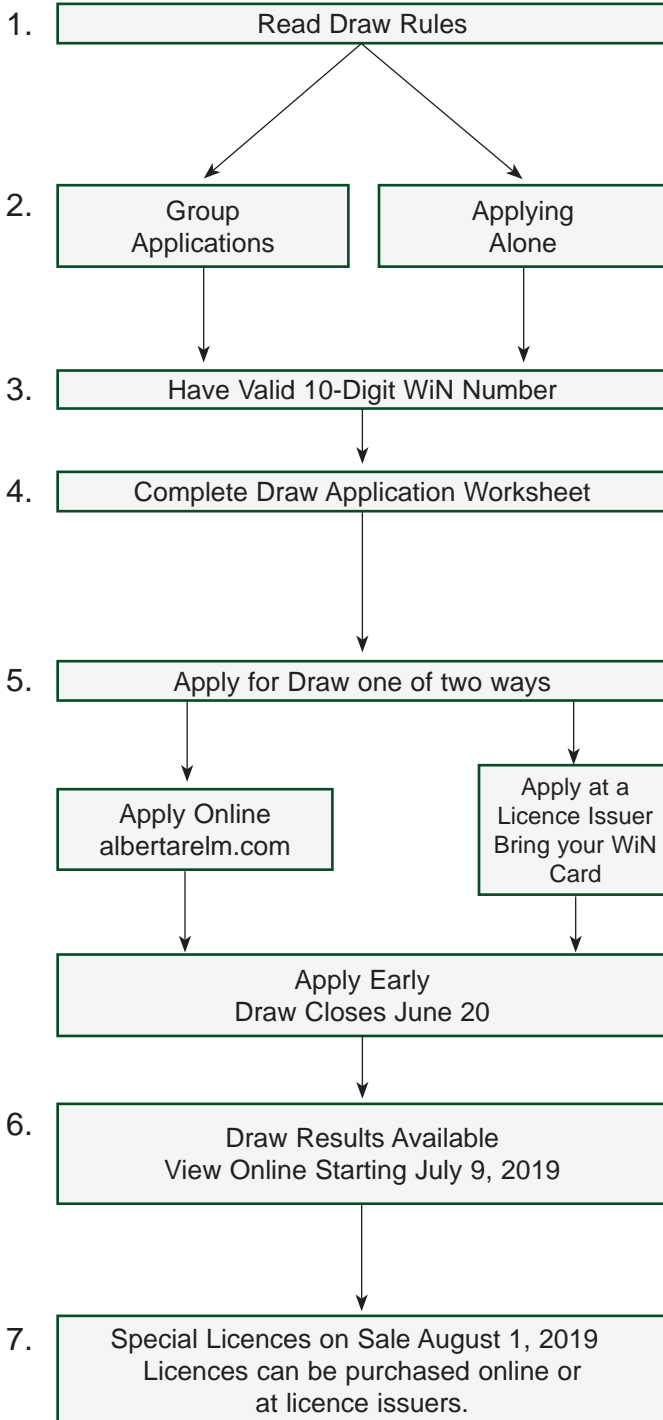 1. Read Draw Rules
2. Group
Applications
Applying
Alone
3. Have Valid 10-Digit WiN Number
4. Complete Draw Application Worksheet
5. Apply for Draw one of two ways
Apply Online
albertarelm.com
Apply at a
Licence Issuer
Bring your WiN
Card
Apply Early
Draw Closes June 20
6. Draw Results Available
View Online Starting July 9, 2019
7. Special Licences on Sale August 1, 2019
Licences can be purchased online or
at licence issuers.